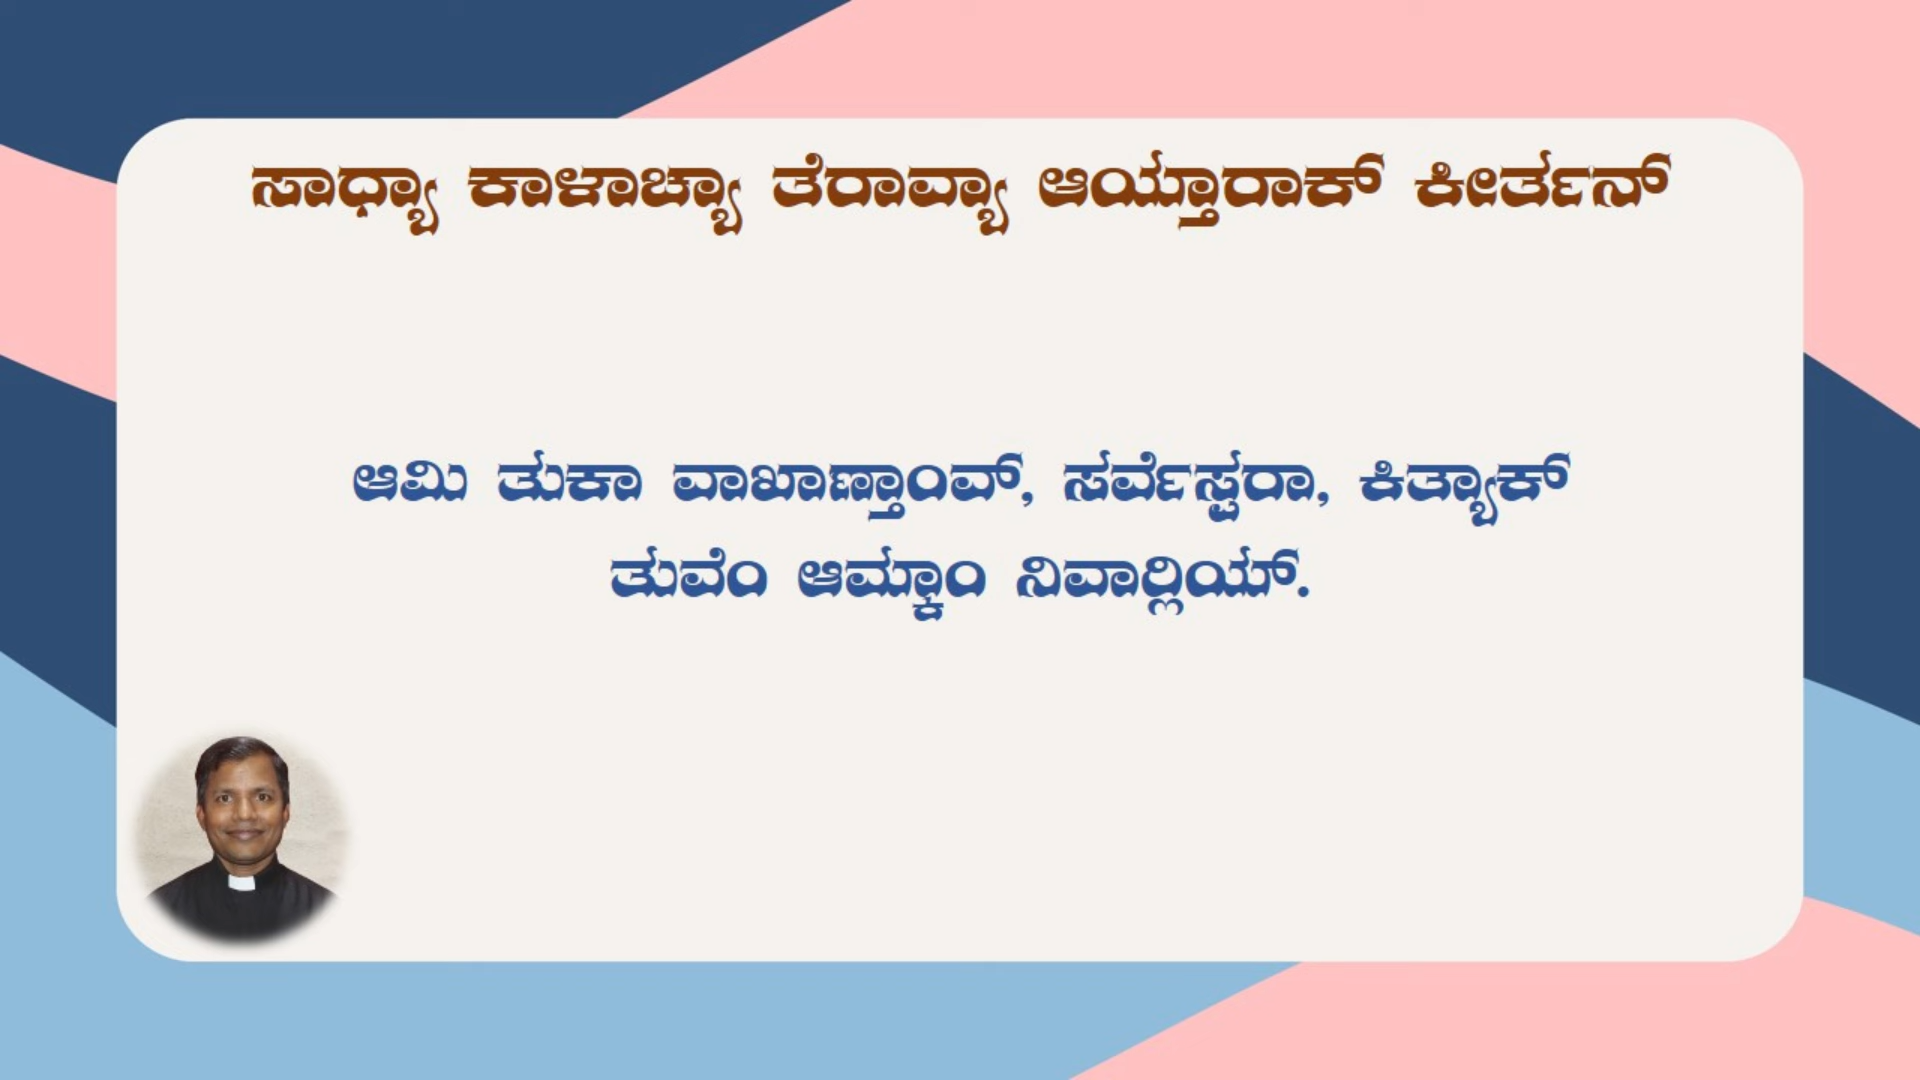 ಸಾಧ್ಯಾ ಕಾಳಾಚ್ಯಾ ತೆರಾವ್ಯಾ ಆಯ್ತಾರಾಕ್ ಕೀರ್ತನ್
ಆಮಿ ತುಕಾ ವಾಖಾಣ್ತಾಂವ್, ಸರ್ವೆಸ್ಪರಾ, ಕಿತ್ಯಾಕ್
ತುವೆಂ ಆಮ್ಕಾಂ ನಿವಾರ‍್ಲಿಯ್.